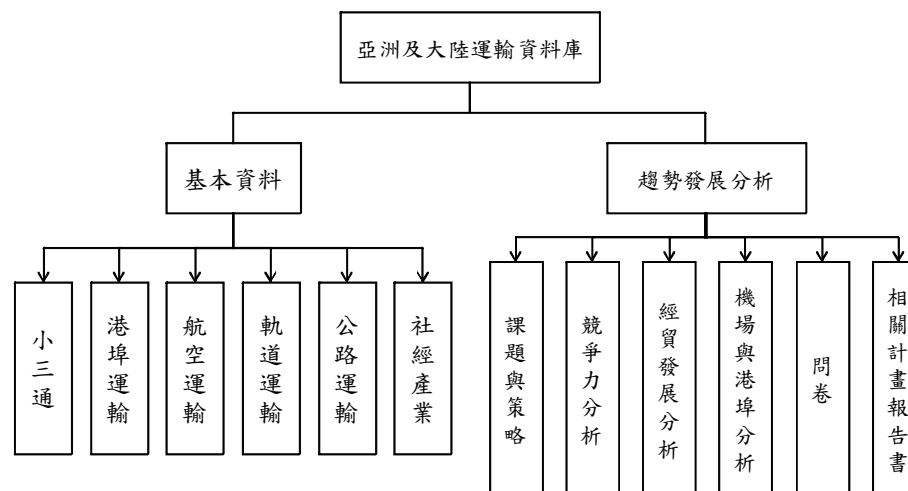 亞洲及大陸運輸資料庫
基本資料
趨勢發展分析
小三通
港埠運輸
航空運輸
軌道運輸
公路運輸
社經產業
課題與策略
競爭力分析
經貿發展分析
機場與港埠分析
問卷
相關計畫報告書